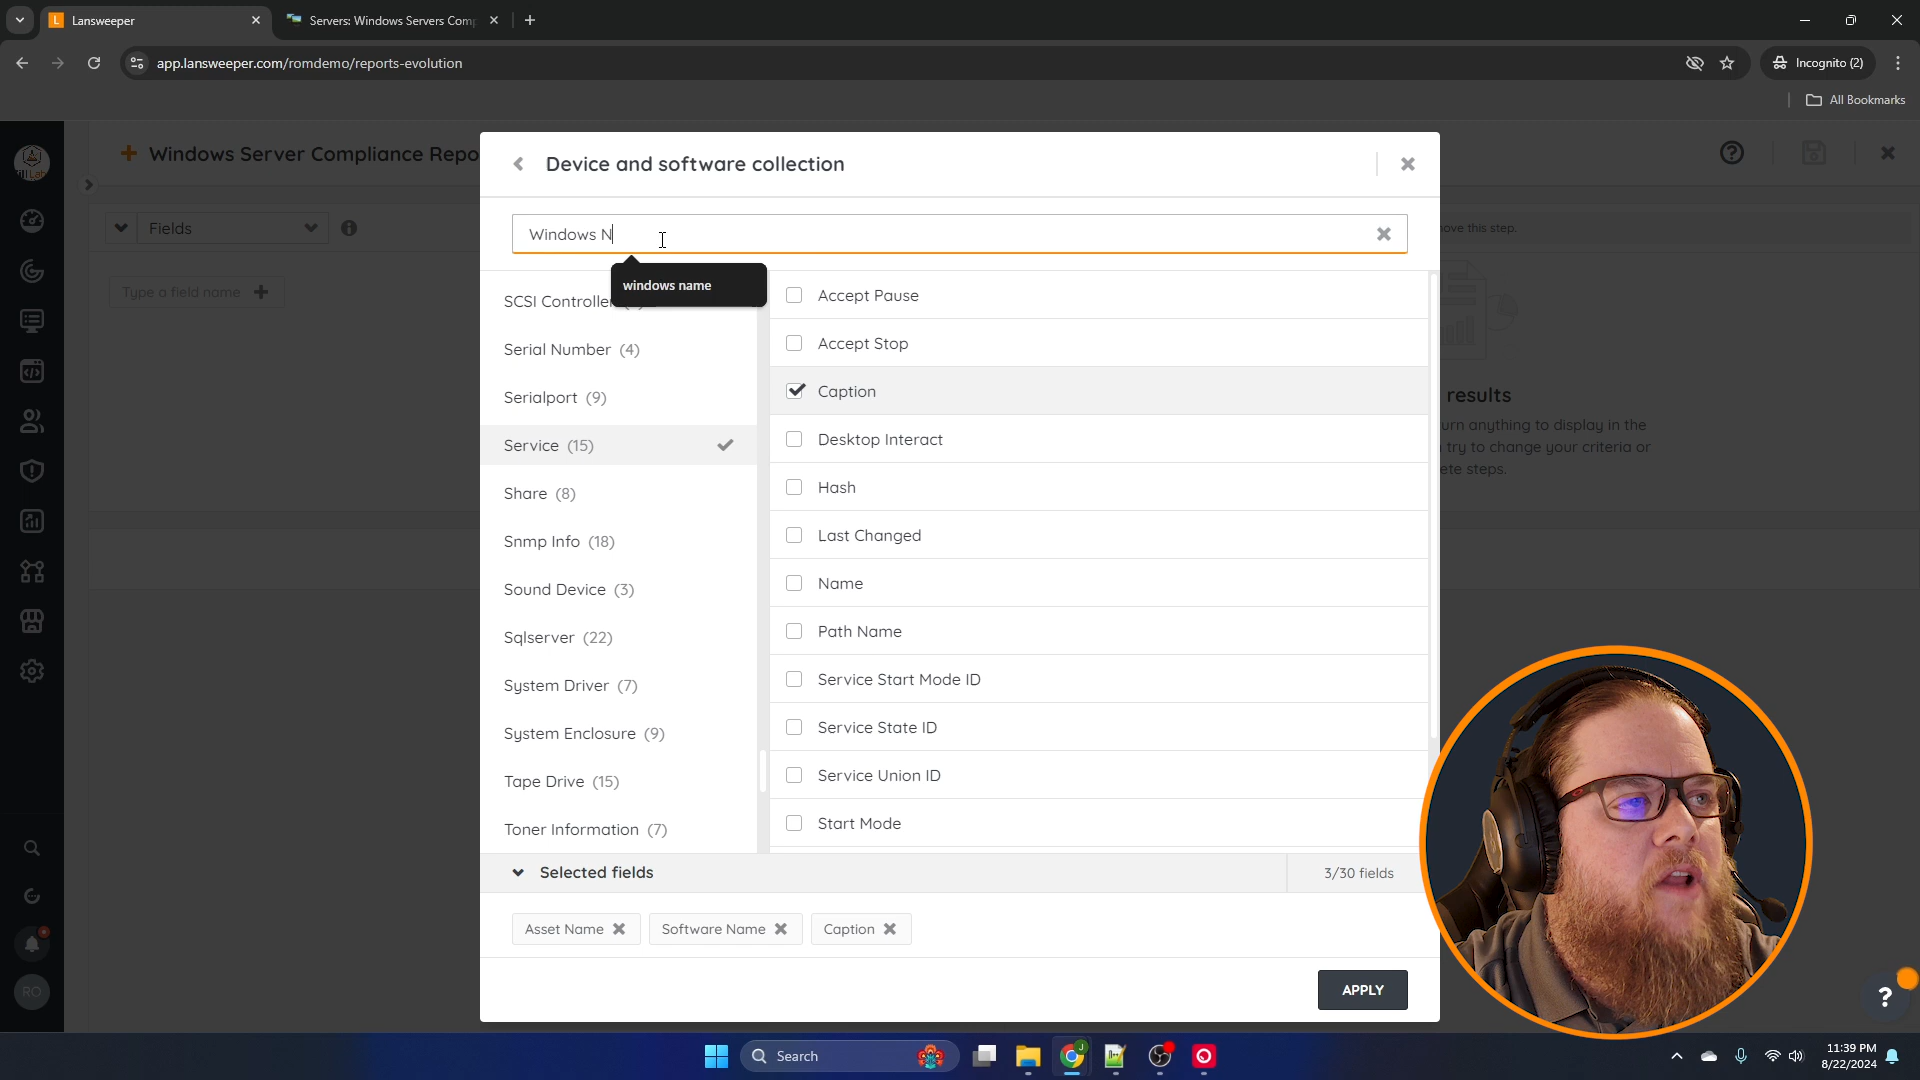 Lansweeper
Servers: Windows Servers Comp
app.lansweeper.com/romdemo/reports-evolution
Incognito (2)
All Bookmarks
Windows Server Compliance Repo
Fields
Type a field name
ove this step.
results
urn anything to display in the
try to change your criteria or
ete steps.
Device and software collection
Windows N
windows name
SCSI Controller
Serial Number (4)
Serialport (9)
Service (15)
Share (8)
Snmp Info (18)
Sound Device (3)
Sqlserver (22)
System Driver (7)
System Enclosure (9)
Tape Drive (15)
Toner Information (7)
Accept Pause
Accept Stop
Caption
Desktop Interact
Hash
Last Changed
Name
Path Name
Service Start Mode ID
Service State ID
Service Union ID
Start Mode
Selected fields
3/30 fields
Asset Name
Software Name
Caption
APPLY
RO
?
Search
11:39 PM
8/22/2024